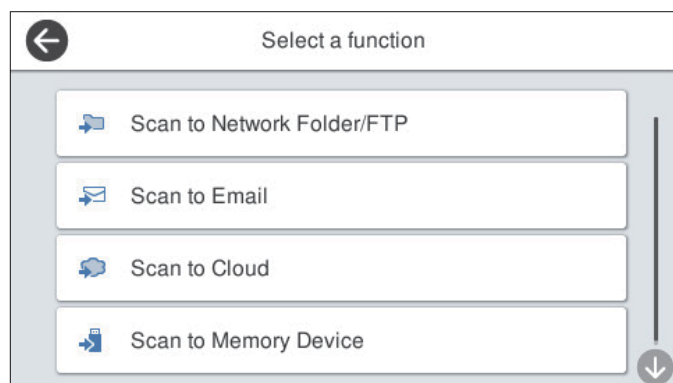 Select a function
Scan to Network Folder/FTP
Scan to Email
Scan to Cloud
Scan to Memory Device